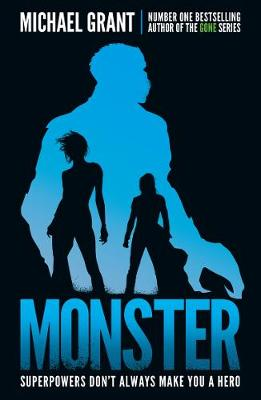 MICHAEL GRANT
NUMBER ONE BESTSELLING
AUTHOR OF THE GONE SERIES
MONSTER
SUPERPOWERS DON'T ALWAYS MAKE YOU A HERO